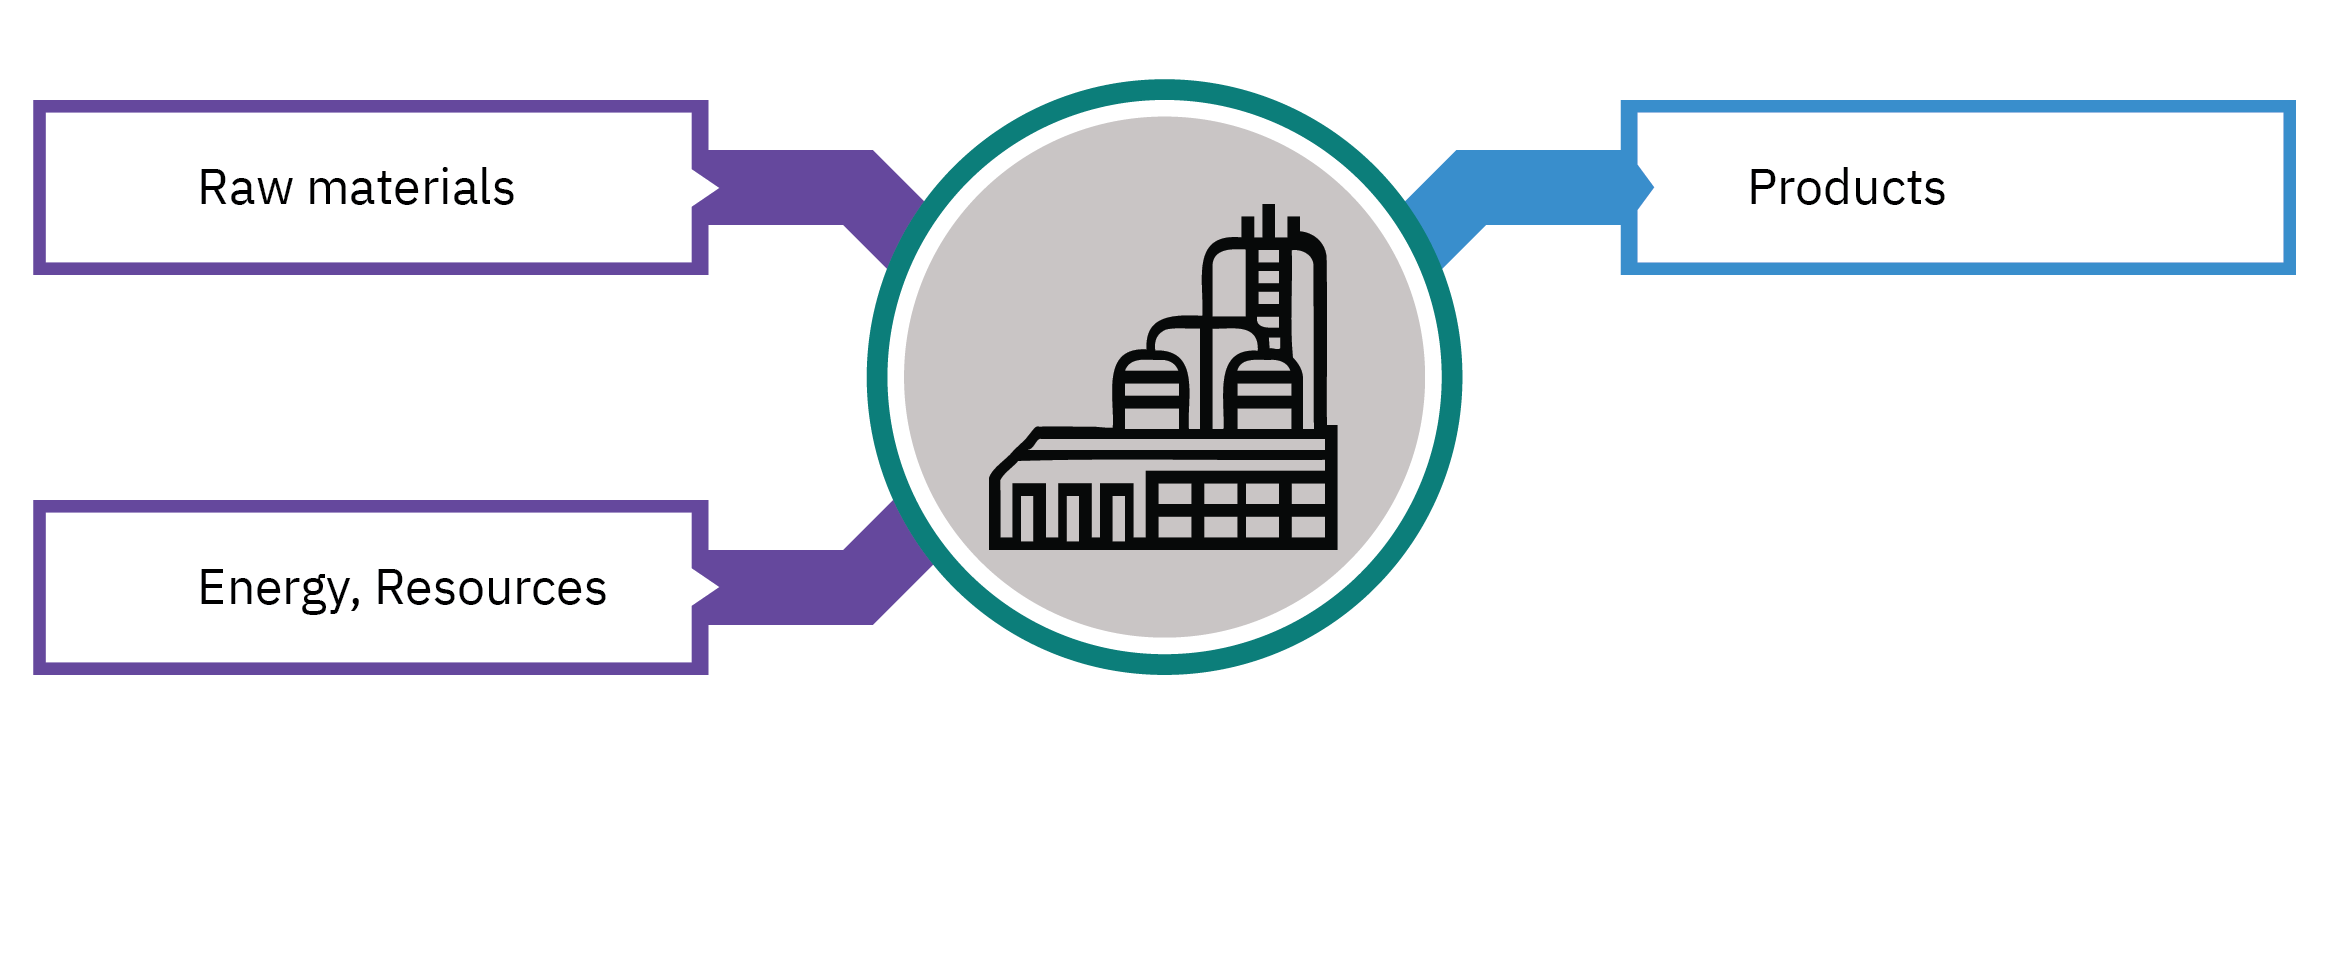 Raw materials
Products
Energy, Resources